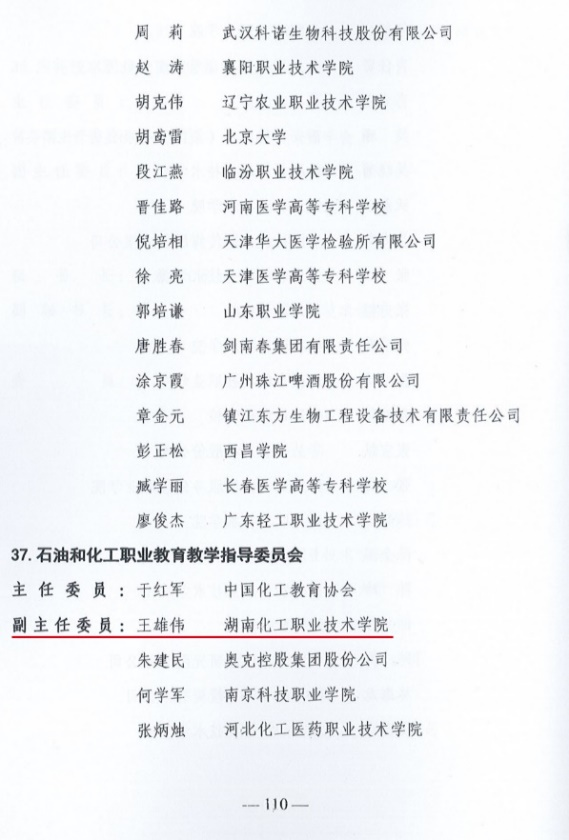 周莉 武汉科诺生物科技股份有限公司
赵涛 襄阳职业技术学院
胡克伟 辽宁农业职业技术学院
胡鸢雷 北京大学
段江燕 临汾职业技术学院
晋佳路 河南医学高等专科学校
倪培相 天津华大医学检验所有限公司
徐亮 天津医学高等专科学校
郭培谦 山东职业学院
唐胜春 剑南春集团有限责任公司
涂京霞 广州珠江啤酒股份有限公司
章金元 镇江东方生物工程设备技术有限责任公司
彭正松 西昌学院
臧学丽 长春医学高等专科学校
廖俊杰 广东轻工职业技术学院
37. 石油和化工职业教育教学指导委员会
主任委员：于红军 中国化工教育协会
副主任委员：王雄伟 湖南化工职业技术学院
朱建民 奥克控股集团股份公司
何学军 南京科技职业学院
张炳烛 河北化工医药职业技术学院
— 110 —